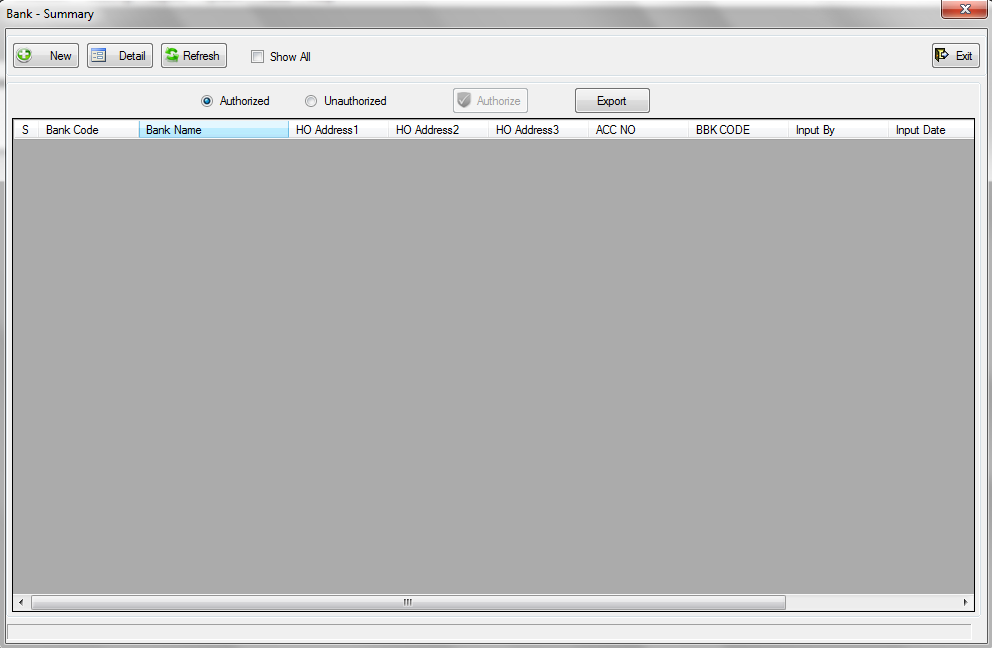 Bank - Summary
New Detail Refresh Show All Exit
Authorized Unauthorized Authorize Export
S Bank Code Bank Name HO Address1 HO Address2 HO Address3 ACC NO BBK CODE Input By Input Date